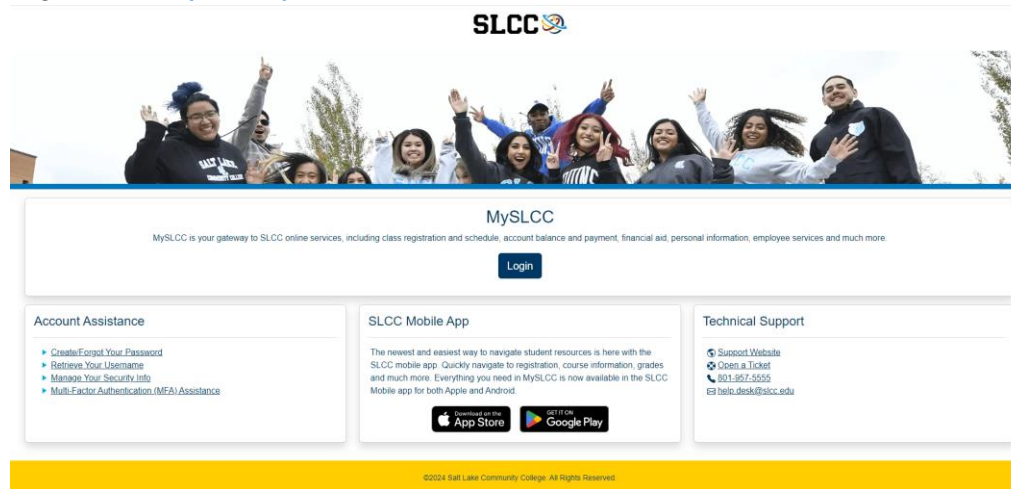 SLCC
SALT LAKE
COMMUNITY COLLEGE
MySLCC
MySLCC is your gateway to SLCC online services, including class registration and schedule, account balance and payment, financial aid, personal information, employee services and much more.
Login
Account Assistance
Create/Forgot Your Password
Retrieve Your Username
Manage Your Security Info
Multi-Factor Authentication (MFA) Assistance
SLCC Mobile App
The newest and easiest way to navigate student resources is here with the
SLCC mobile app. Quickly navigate to registration, course information, grades
and much more. Everything you need in MySLCC is now available in the SLCC
Mobile app for both Apple and Android.
Download on the
App Store
GET IT ON
Google Play
Technical Support
Support Website
Open a Ticket
801-957-5555
help.desk@slcc.edu
©2024 Salt Lake Community College. All Rights Reserved.